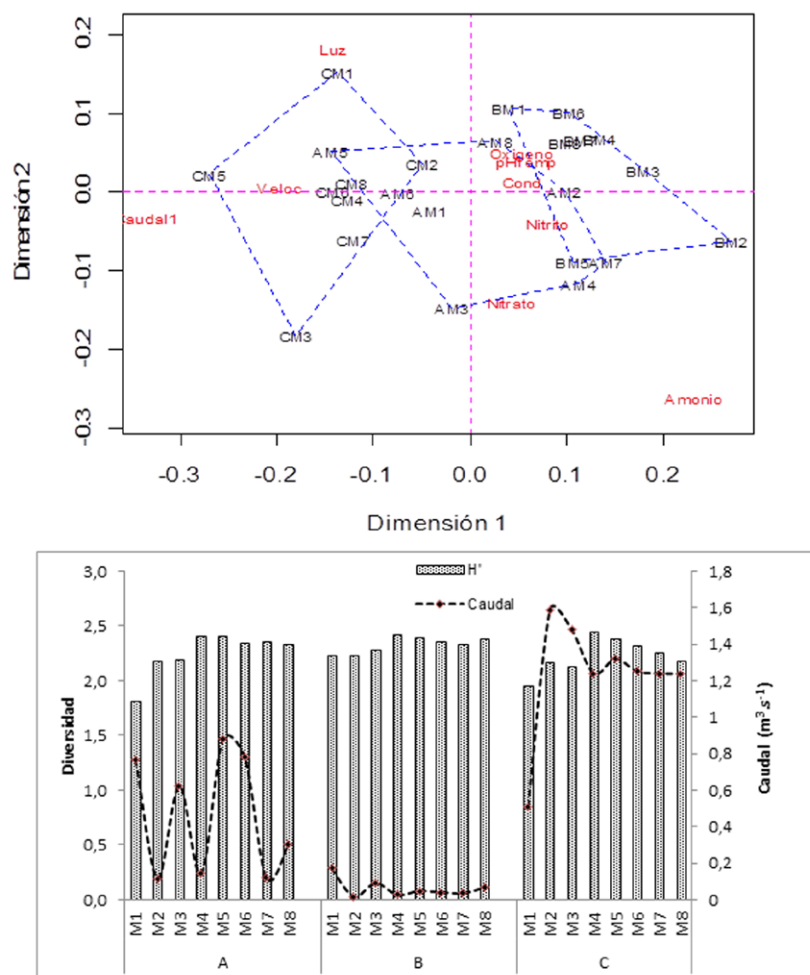 0.2
0.1
0.0
-0.1
-0.2
-0.3
Dimensión 2
Luz
CM1
BM1
BM6
AM8
BM4
AM5
Oxigeno
CM2
BM3
CM5
Veloc
CM8
CM6
CM4
AM6
AM1
Cond
AM2
Nitrito
Caudal1
CM7
BM2
BM5
AM7
AM4
AM3
Nitrato
CM3
Amonio
-0.3 -0.2 -0.1 0.0 0.1 0.2
Dimensión 1
3,0
2,5
2,0
1,5
1,0
0,5
0,0
Diversidad
H'
Caudal
1,8
1,6
1,4
1,2
1
0,8
0,6
0,4
0,2
0
Caudal (m³ s⁻¹)
M1 M2 M3 M4 M5 M6 M7 M8 M1 M2 M3 M4 M5 M6 M7 M8 M1 M2 M3 M4 M5 M6 M7 M8
A B C